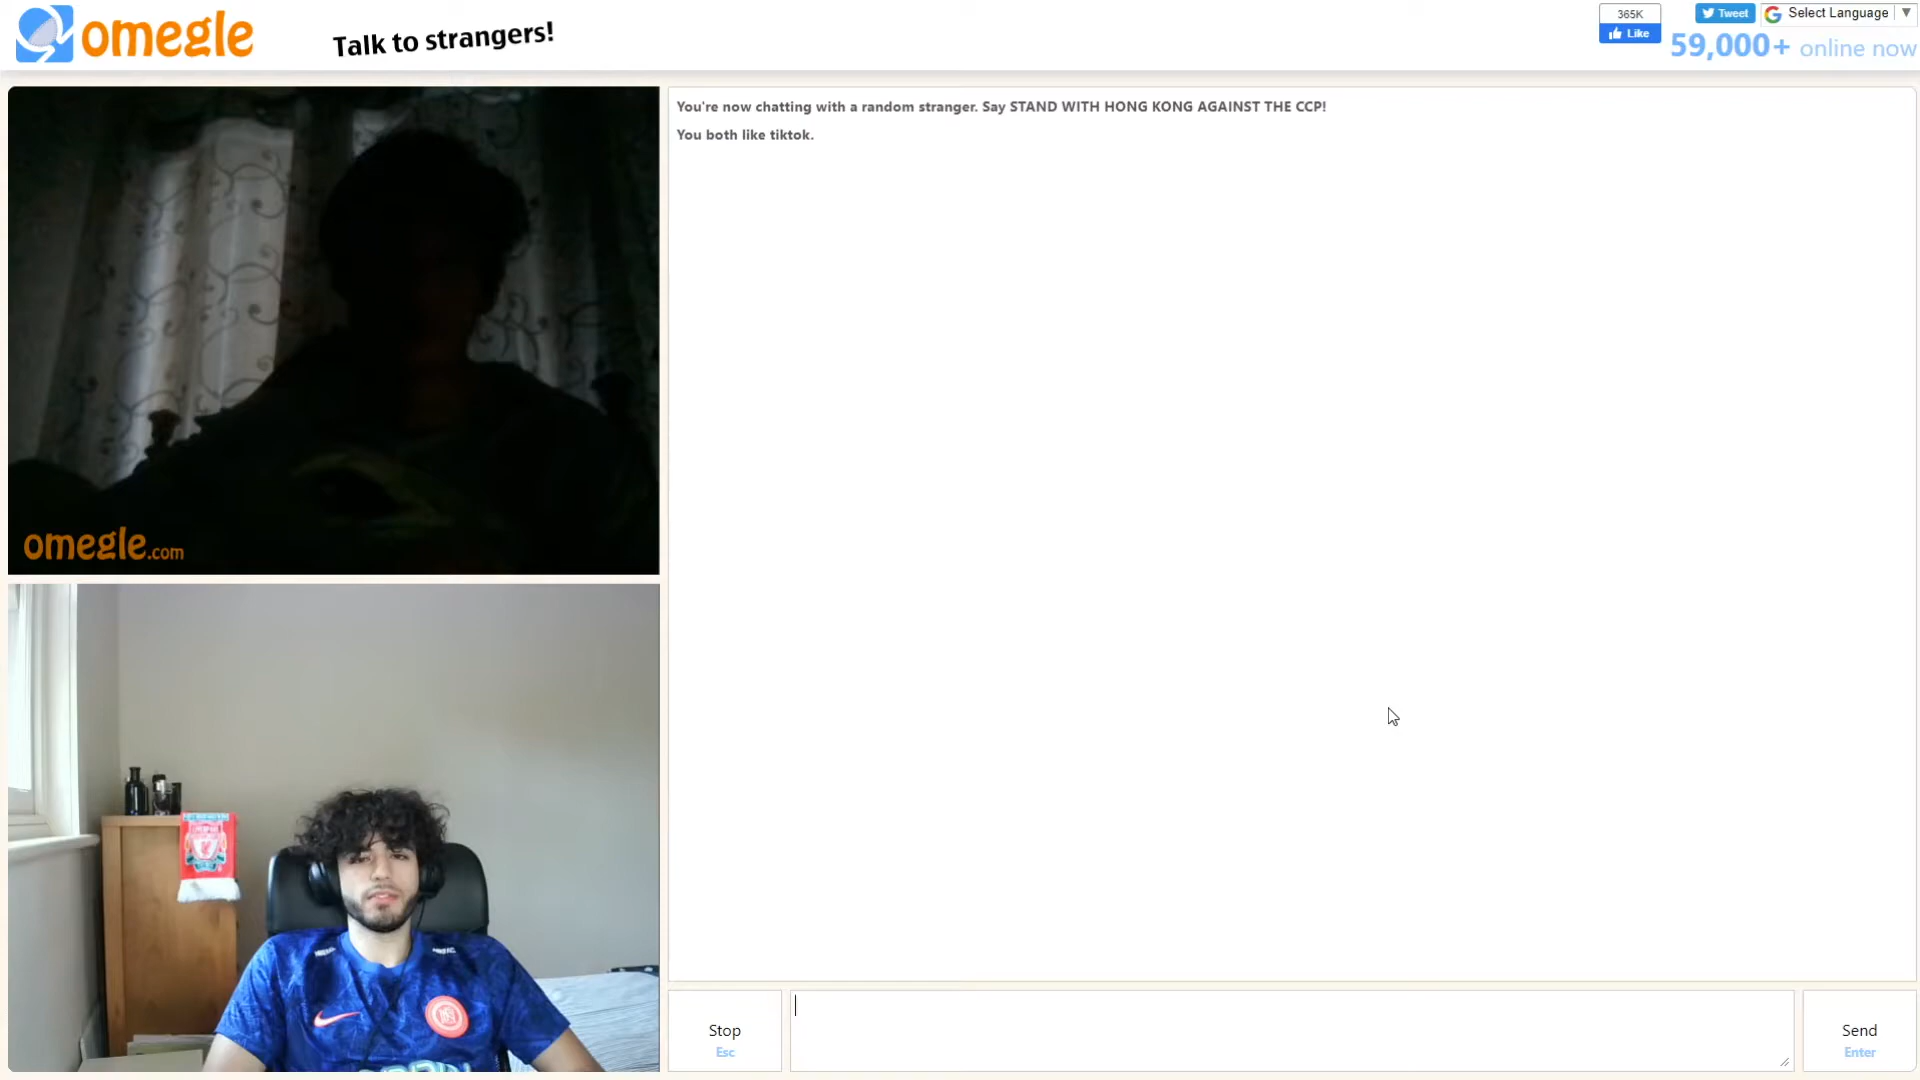 omegle
Talk to strangers!
365K
Like
Tweet
Select Language
59,000+ online now
You're now chatting with a random stranger. Say STAND WITH HONG KONG AGAINST THE CCP!
You both like tiktok.
omegle.com
Stop
Esc
Send
Enter